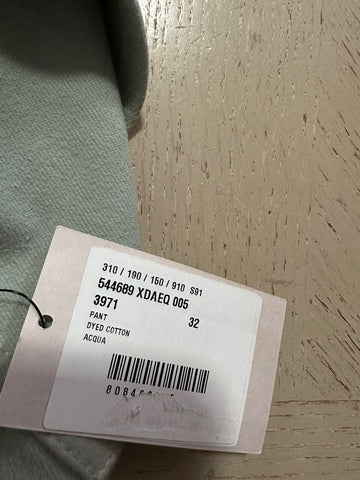 310 / 190 / 150 / 910 S91
544689 XDAEQ 005
3971
PANT 32
DYED COTTON
ACQUA